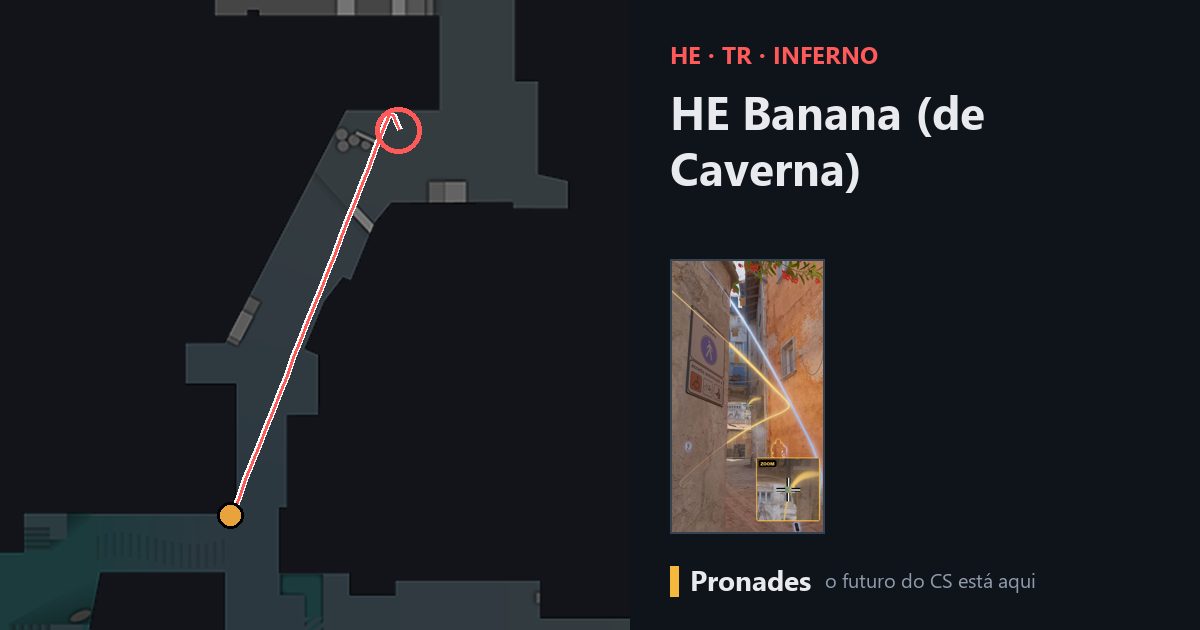 HE · TR · INFERNO
HE Banana (de
Caverna)
ZOOM
Pronades o futuro do CS está aqui